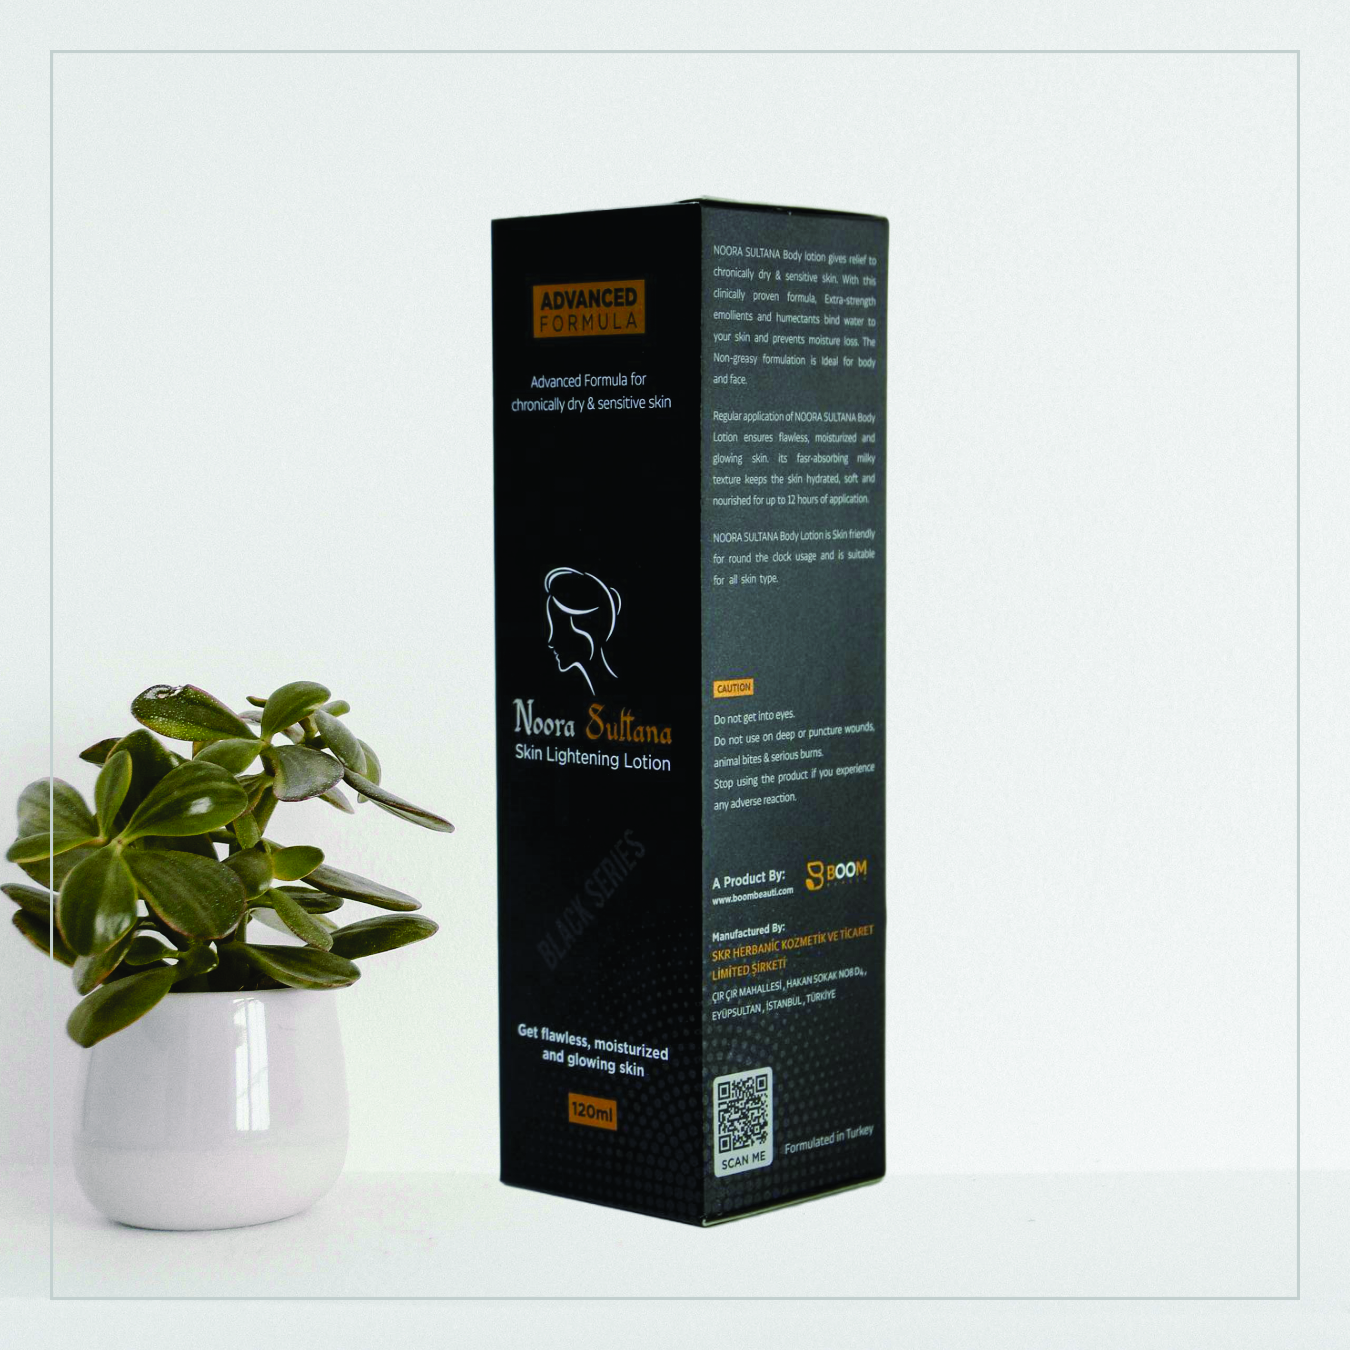 ADVANCED
FORMULA
Advanced Formula for
chronically dry & sensitive skin
Noora Sultana
Skin Lightening Lotion
BLACK SERIES
Get flawless, moisturized
and glowing skin
120ml
NOORA SULTANA Body lotion gives relief to
chronically dry & sensitive skin. With this
clinically proven formula, Extra-strength
emollients and humectants bind water to
your skin and prevents moisture loss. The
Non-greasy formulation is Ideal for body
and face.
Regular application of NOORA SULTANA Body
Lotion ensures flawless, moisturized and
glowing skin. its fasr-absorbing milky
texture keeps the skin hydrated, soft and
nourished for up to 12 hours of application.
NOORA SULTANA Body Lotion is Skin friendly
for round the clock usage and is suitable
for all skin type.
CAUTION
Do not get into eyes.
Do not use on deep or puncture wounds,
animal bites & serious burns.
Stop using the product if you experience
any adverse reaction.
A Product By:
www.boombeauti.com
BOOM
Manufactured By:
SKR HERBANİC KOZMETİK VE TİCARET
LİMİTED ŞİRKETİ
ÇIR ÇIR MAHALLESİ, HAKAN SOKAK NO8 D4,
EYÜPSULTAN, İSTANBUL, TÜRKİYE
SCAN ME
Formulated in Turkey